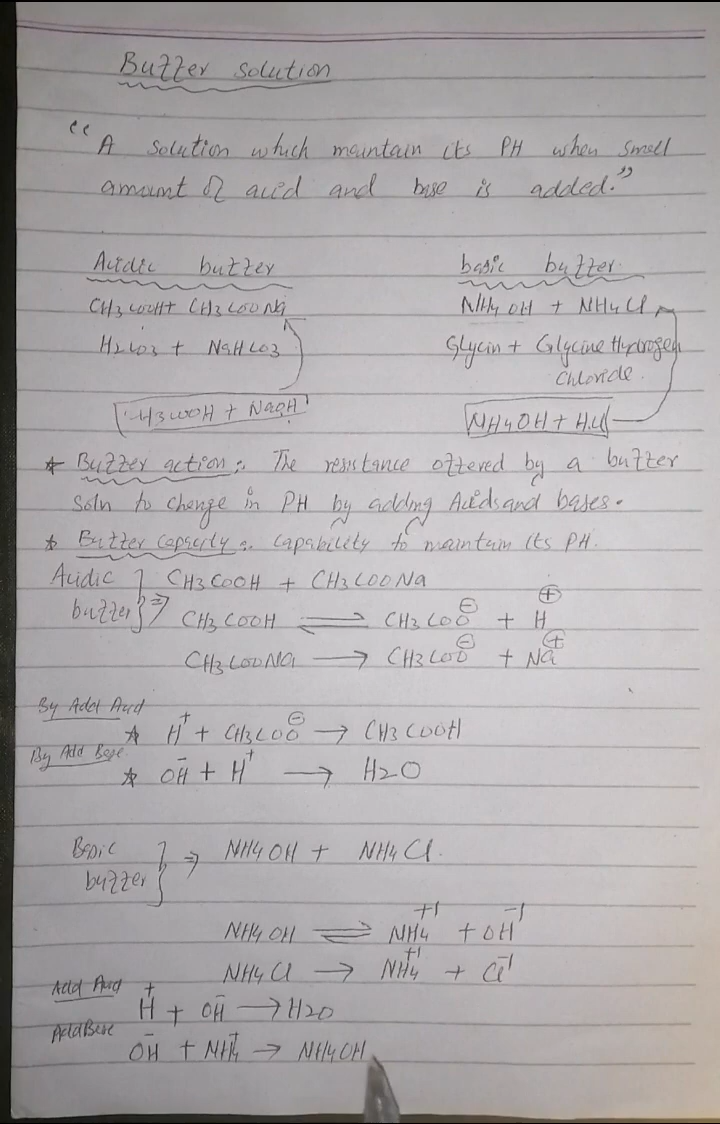 Buffer solution
"A solution which maintain its PH when small
amount of acid and base is added."
Acidic buffer
basic buffer.
CH3COOH + CH3COONa
NH4OH + NH4Cl
H2CO3 + NaHCO3
Glycin + Glycine Hydrogen
Chloride.
CH3COOH + NaOH
NH4OH + HCl
* Buffer action :. The resistance offered by a buffer
soln to change in PH by adding Acids and bases.
* Buffer capacity :. Capability to maintain its PH.
Acidic buffer } ⇒ CH3COOH + CH3COONa
CH3COOH ⇌ CH3COO⊖ + H⊕
CH3COONa → CH3COO⊖ + Na⊕
By Add Acid
* H+ + CH3COO⊖ → CH3COOH
By Add Base
* OH- + H+ → H2O
Basic buffer } ⇒ NH4OH + NH4Cl.
NH4OH ⇌ NH4+1 + OH-1
NH4Cl → NH4+1 + Cl-1
Add Acid
H+ + OH- → H2O
Add Base
OH- + NH4+ → NH4OH